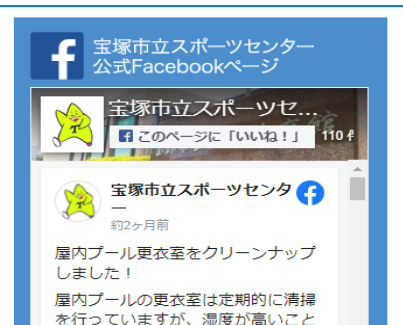 宝塚市立スポーツセンター
公式Facebookページ
宝塚市立スポーツセ...
このページに「いいね！」 110
宝塚市立スポーツセンタ
ー
約2ヶ月前
屋内プール更衣室をクリーンナップ
しました！
屋内プールの更衣室は定期的に清掃
を行っていますが、湿度が高いこと